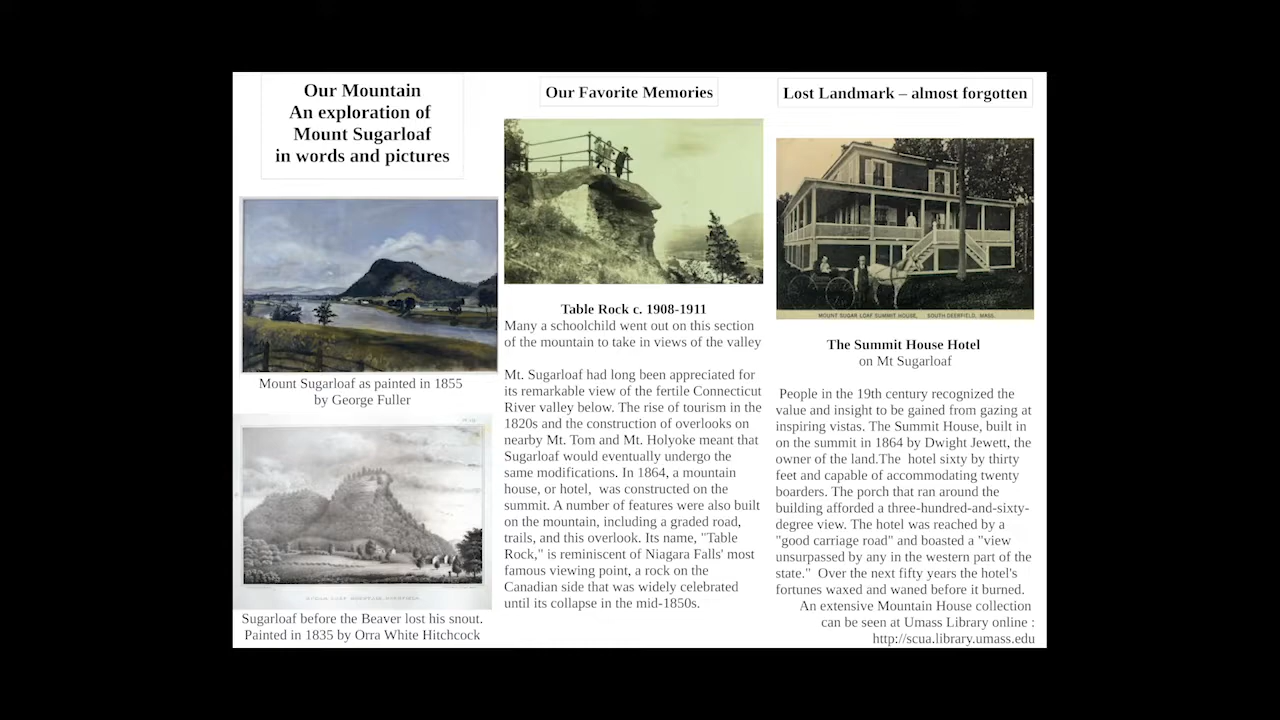 Our Mountain
An exploration of
Mount Sugarloaf
in words and pictures
Mount Sugarloaf as painted in 1855
by George Fuller
Sugarloaf before the Beaver lost his snout.
Painted in 1835 by Orra White Hitchcock
Our Favorite Memories
Table Rock c. 1908-1911
Many a schoolchild went out on this section
of the mountain to take in views of the valley
Mt. Sugarloaf had long been appreciated for
its remarkable view of the fertile Connecticut
River valley below. The rise of tourism in the
1820s and the construction of overlooks on
nearby Mt. Tom and Mt. Holyoke meant that
Sugarloaf would eventually undergo the
same modifications. In 1864, a mountain
house, or hotel, was constructed on the
summit. A number of features were also built
on the mountain, including a graded road,
trails, and this overlook. Its name, "Table
Rock," is reminiscent of Niagara Falls' most
famous viewing point, a rock on the
Canadian side that was widely celebrated
until its collapse in the mid-1850s.
Lost Landmark – almost forgotten
MOUNT SUGAR LOAF SUMMIT HOUSE, SOUTH DEERFIELD, MASS.
The Summit House Hotel
on Mt Sugarloaf
People in the 19th century recognized the
value and insight to be gained from gazing at
inspiring vistas. The Summit House, built in
on the summit in 1864 by Dwight Jewett, the
owner of the land.The hotel sixty by thirty
feet and capable of accommodating twenty
boarders. The porch that ran around the
building afforded a three-hundred-and-sixty-
degree view. The hotel was reached by a
"good carriage road" and boasted a "view
unsurpassed by any in the western part of the
state." Over the next fifty years the hotel's
fortunes waxed and waned before it burned.
An extensive Mountain House collection
can be seen at Umass Library online :
http://scua.library.umass.edu